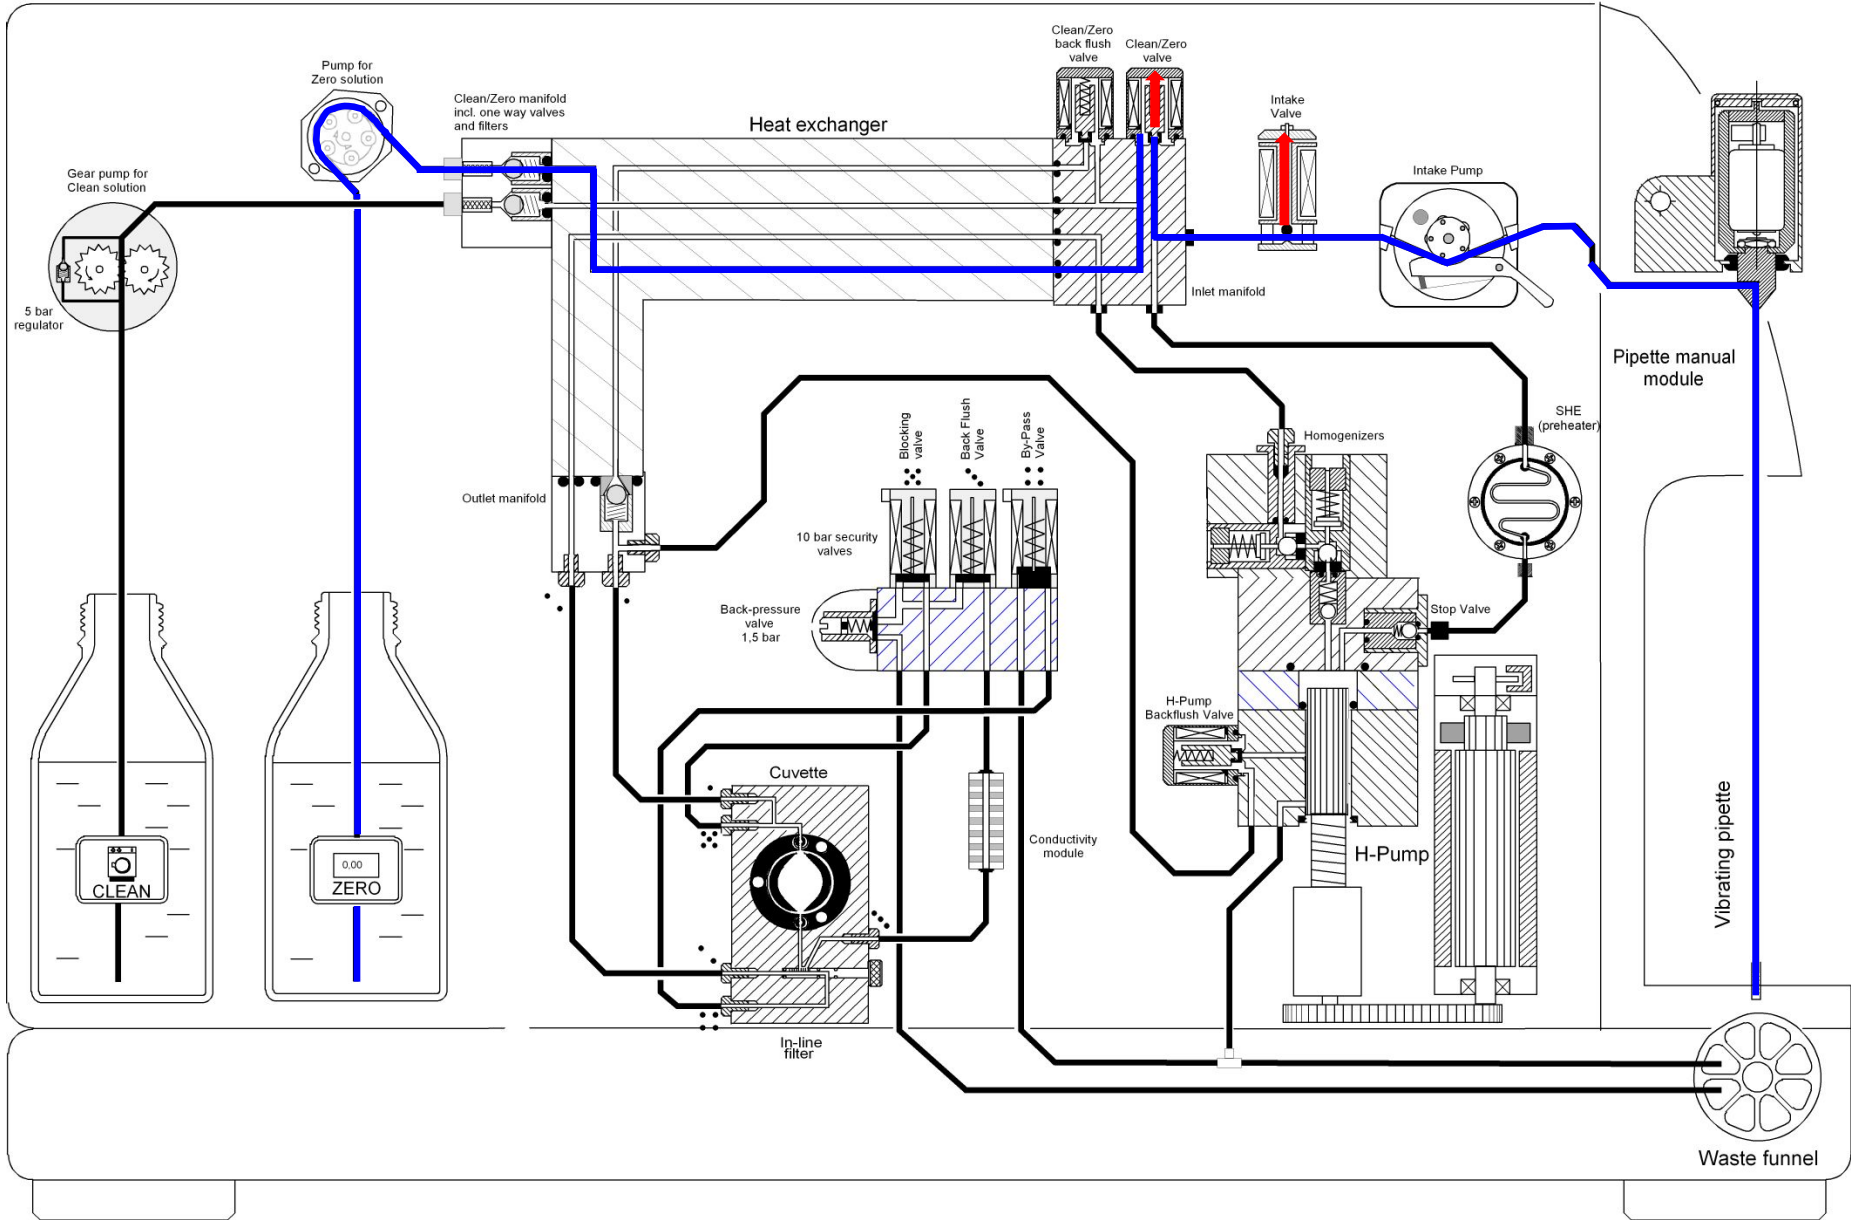 Clean/Zero
back flush
valve
Clean/Zero
valve
Pump for
Zero solution
Clean/Zero manifold
incl. one way valves
and filters
Heat exchanger
Intake
Valve
Intake Pump
Gear pump for
Clean solution
5 bar
regulator
Inlet manifold
Pipette manual
module
SHE
(preheater)
Homogenizers
Blocking
valve
Back Flush
Valve
By-Pass
Valve
Outlet manifold
10 bar security
valves
Back-pressure
valve
1,5 bar
Stop Valve
H-Pump
Backflush Valve
Cuvette
Conductivity
module
H-Pump
Vibrating pipette
CLEAN
0,00
ZERO
In-line
filter
Waste funnel